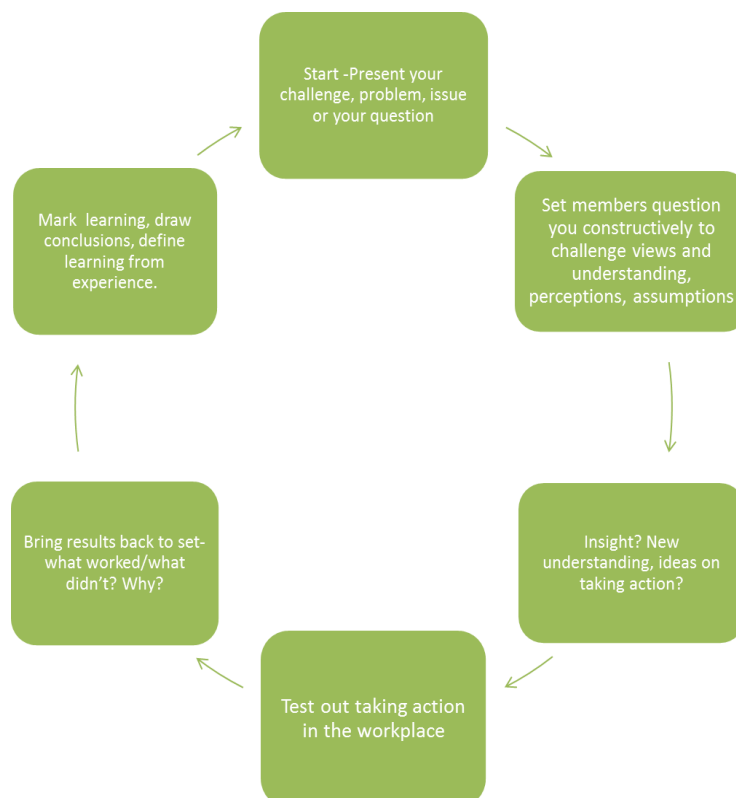 Start -Present your
challenge, problem, issue
or your question
Set members question
you constructively to
challenge views and
understanding,
perceptions, assumptions
Insight? New
understanding, ideas on
taking action?
Test out taking action
in the workplace
Bring results back to set-
what worked/what
didn't? Why?
Mark  learning, draw
conclusions, define
learning from
experience.